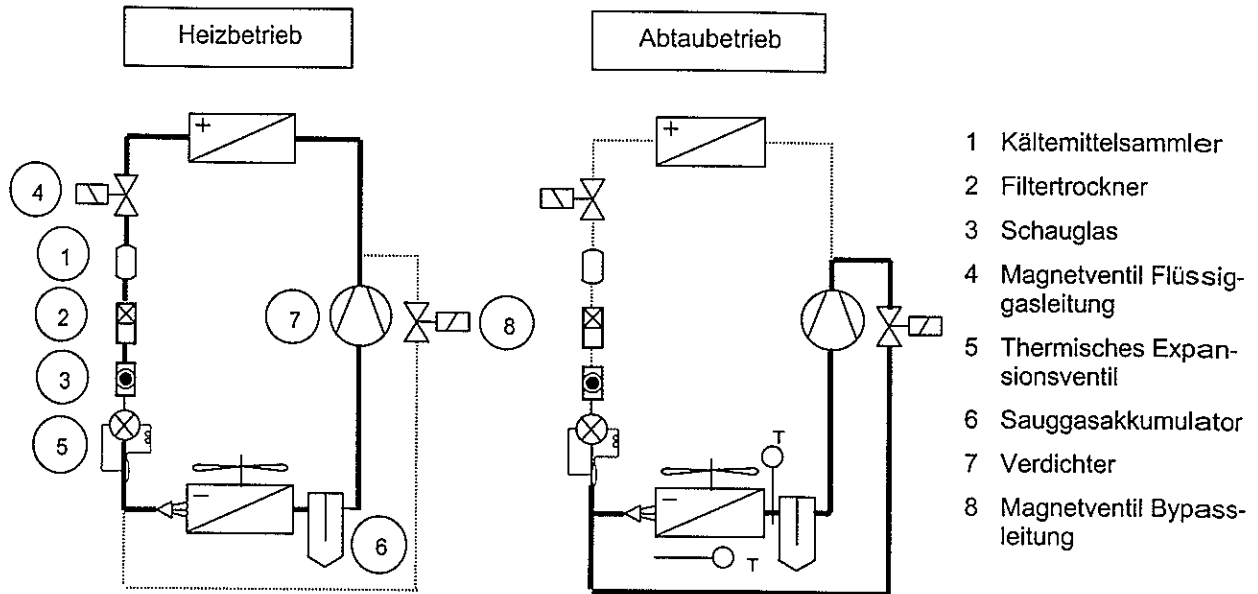 Heizbetrieb
Abtaubetrieb
+
+
4
1
2
3
5
7
8
6
−
−
T
T
1 Kältemittelsammler
2 Filtertrockner
3 Schauglas
4 Magnetventil Flüssig-
gasleitung
5 Thermisches Expan-
sionsventil
6 Sauggasakkumulator
7 Verdichter
8 Magnetventil Bypass-
leitung